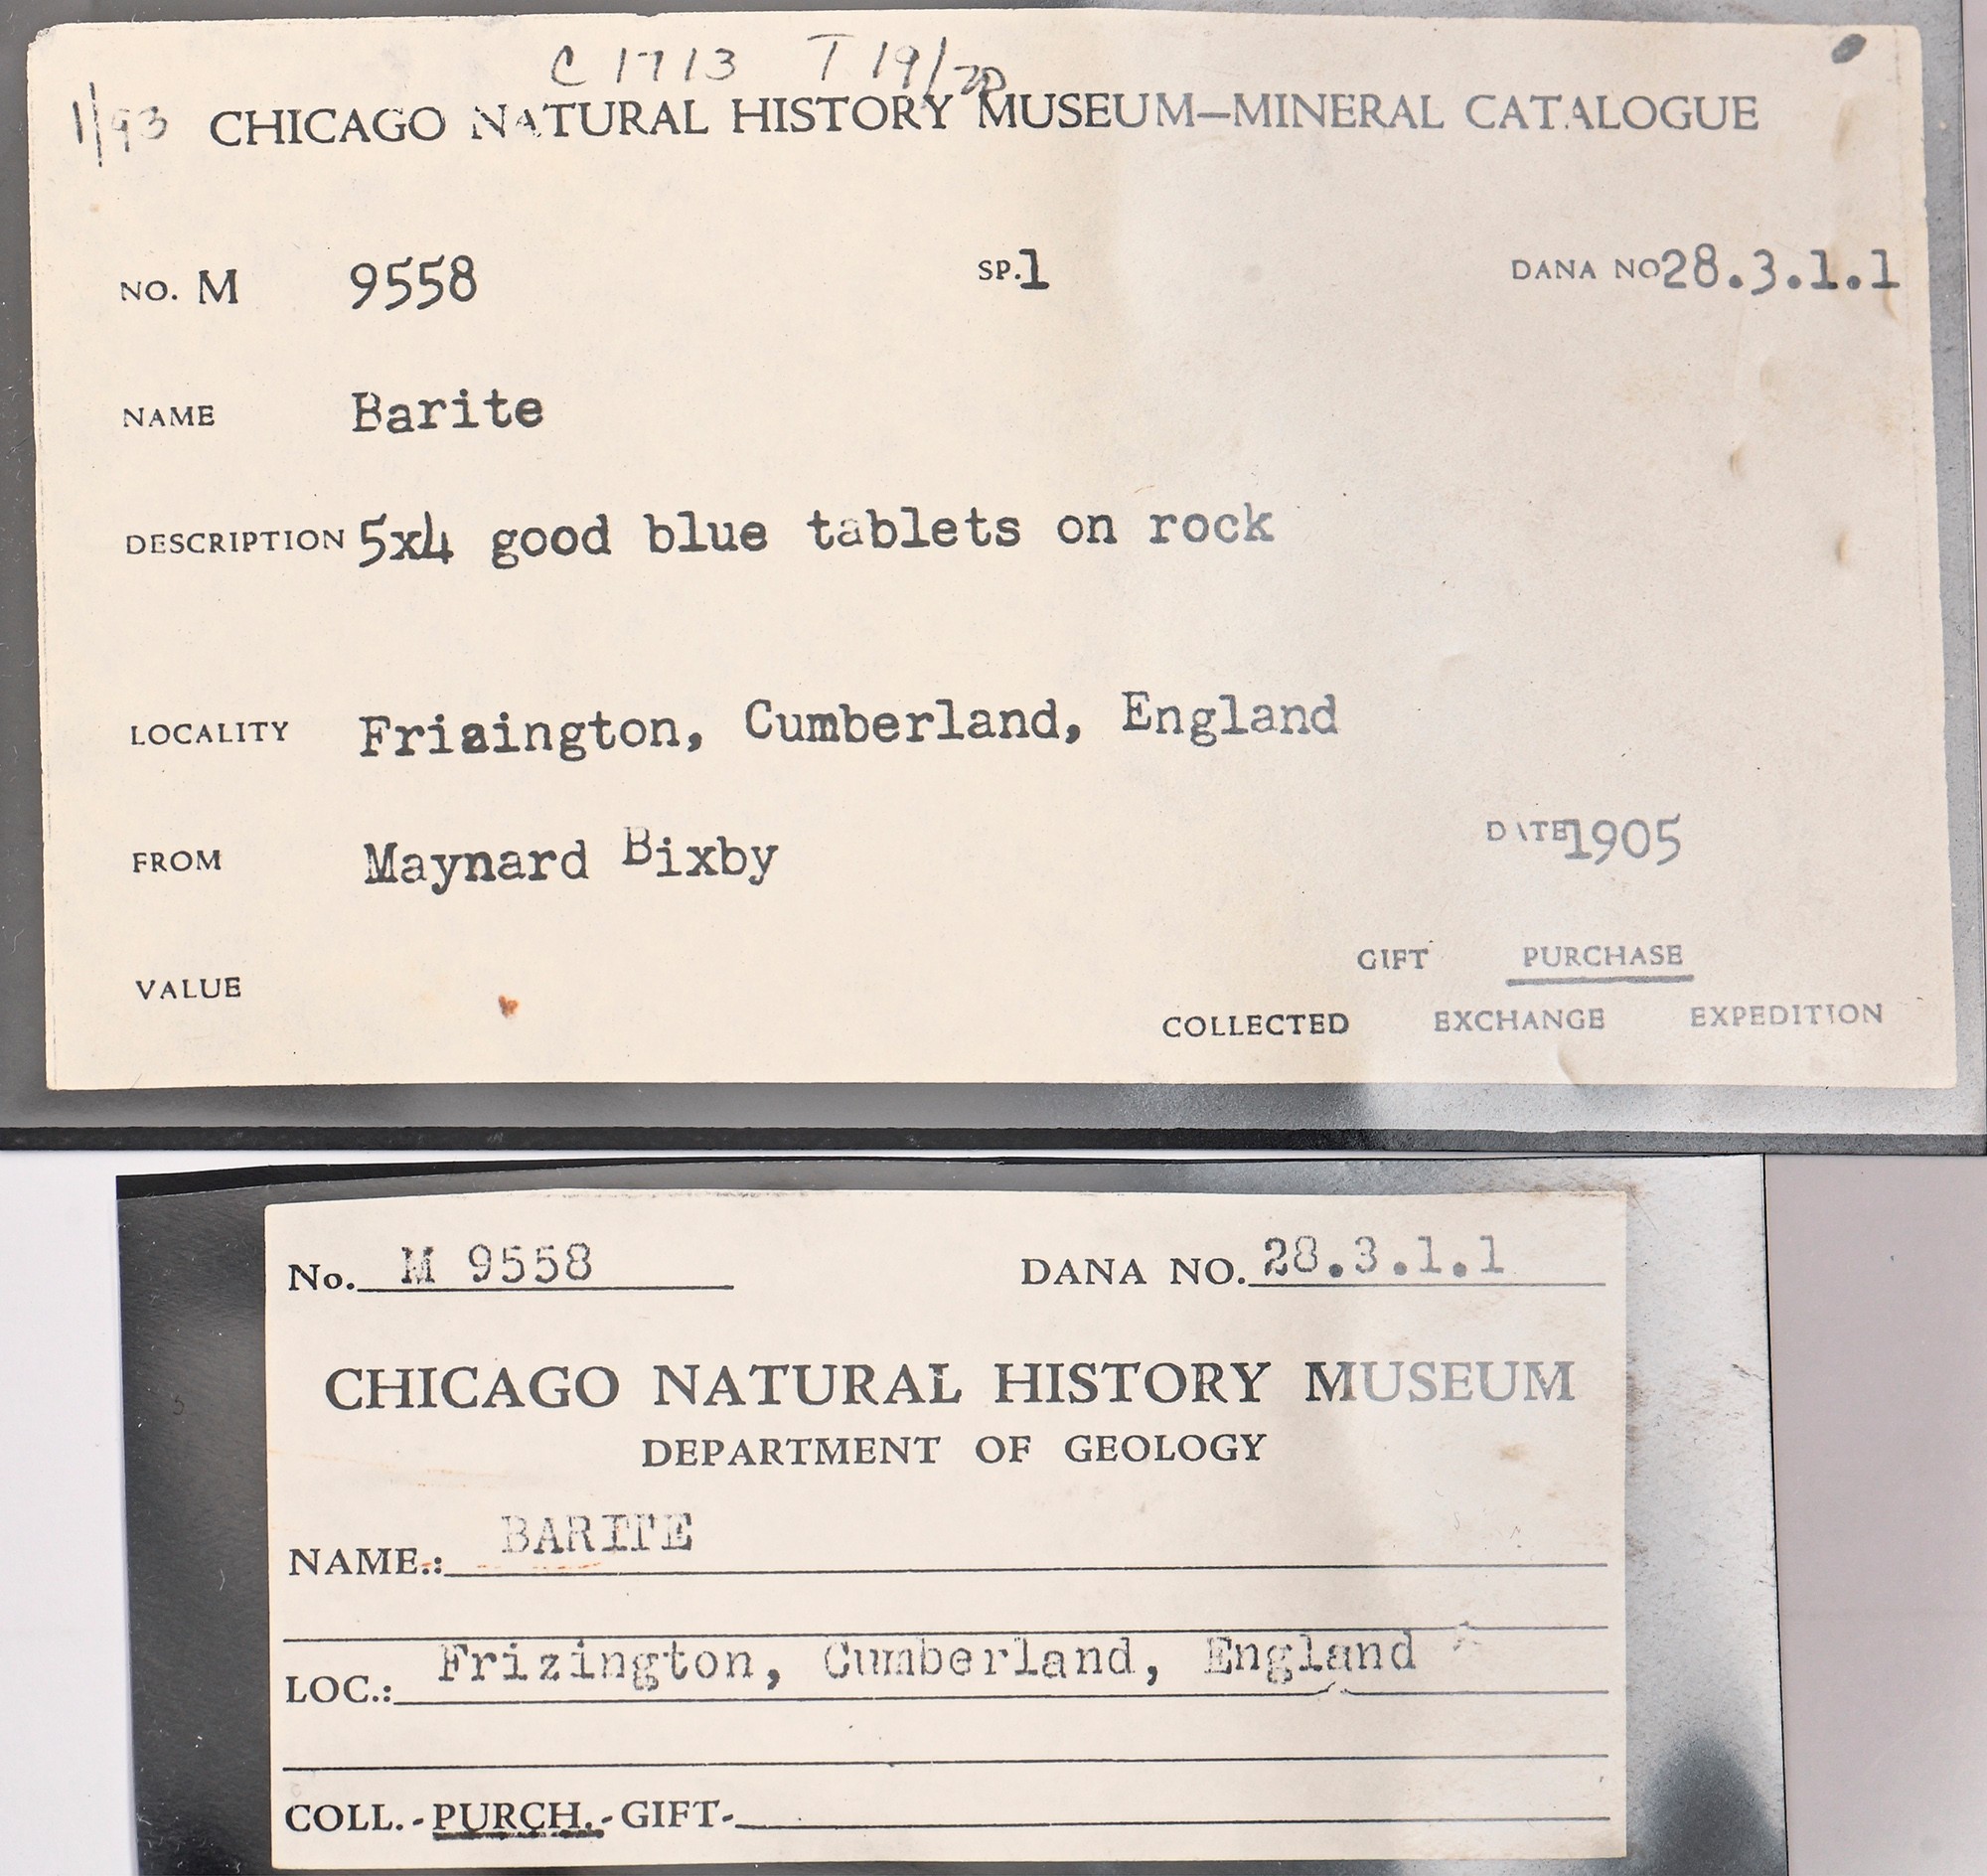 C 1713 T 19/20
1/93 CHICAGO NATURAL HISTORY MUSEUM—MINERAL CATALOGUE
NO. M 9558 SP.1 DANA NO 28.3.1.1
NAME Barite
DESCRIPTION 5x4 good blue tablets on rock
LOCALITY Frizington, Cumberland, England
FROM Maynard Bixby DATE 1905
GIFT PURCHASE
VALUE
COLLECTED EXCHANGE EXPEDITION
No. M 9558 DANA NO. 28.3.1.1
CHICAGO NATURAL HISTORY MUSEUM
DEPARTMENT OF GEOLOGY
NAME.: BARITE
LOC.: Frizington, Cumberland, England
COLL.-PURCH.-GIFT-